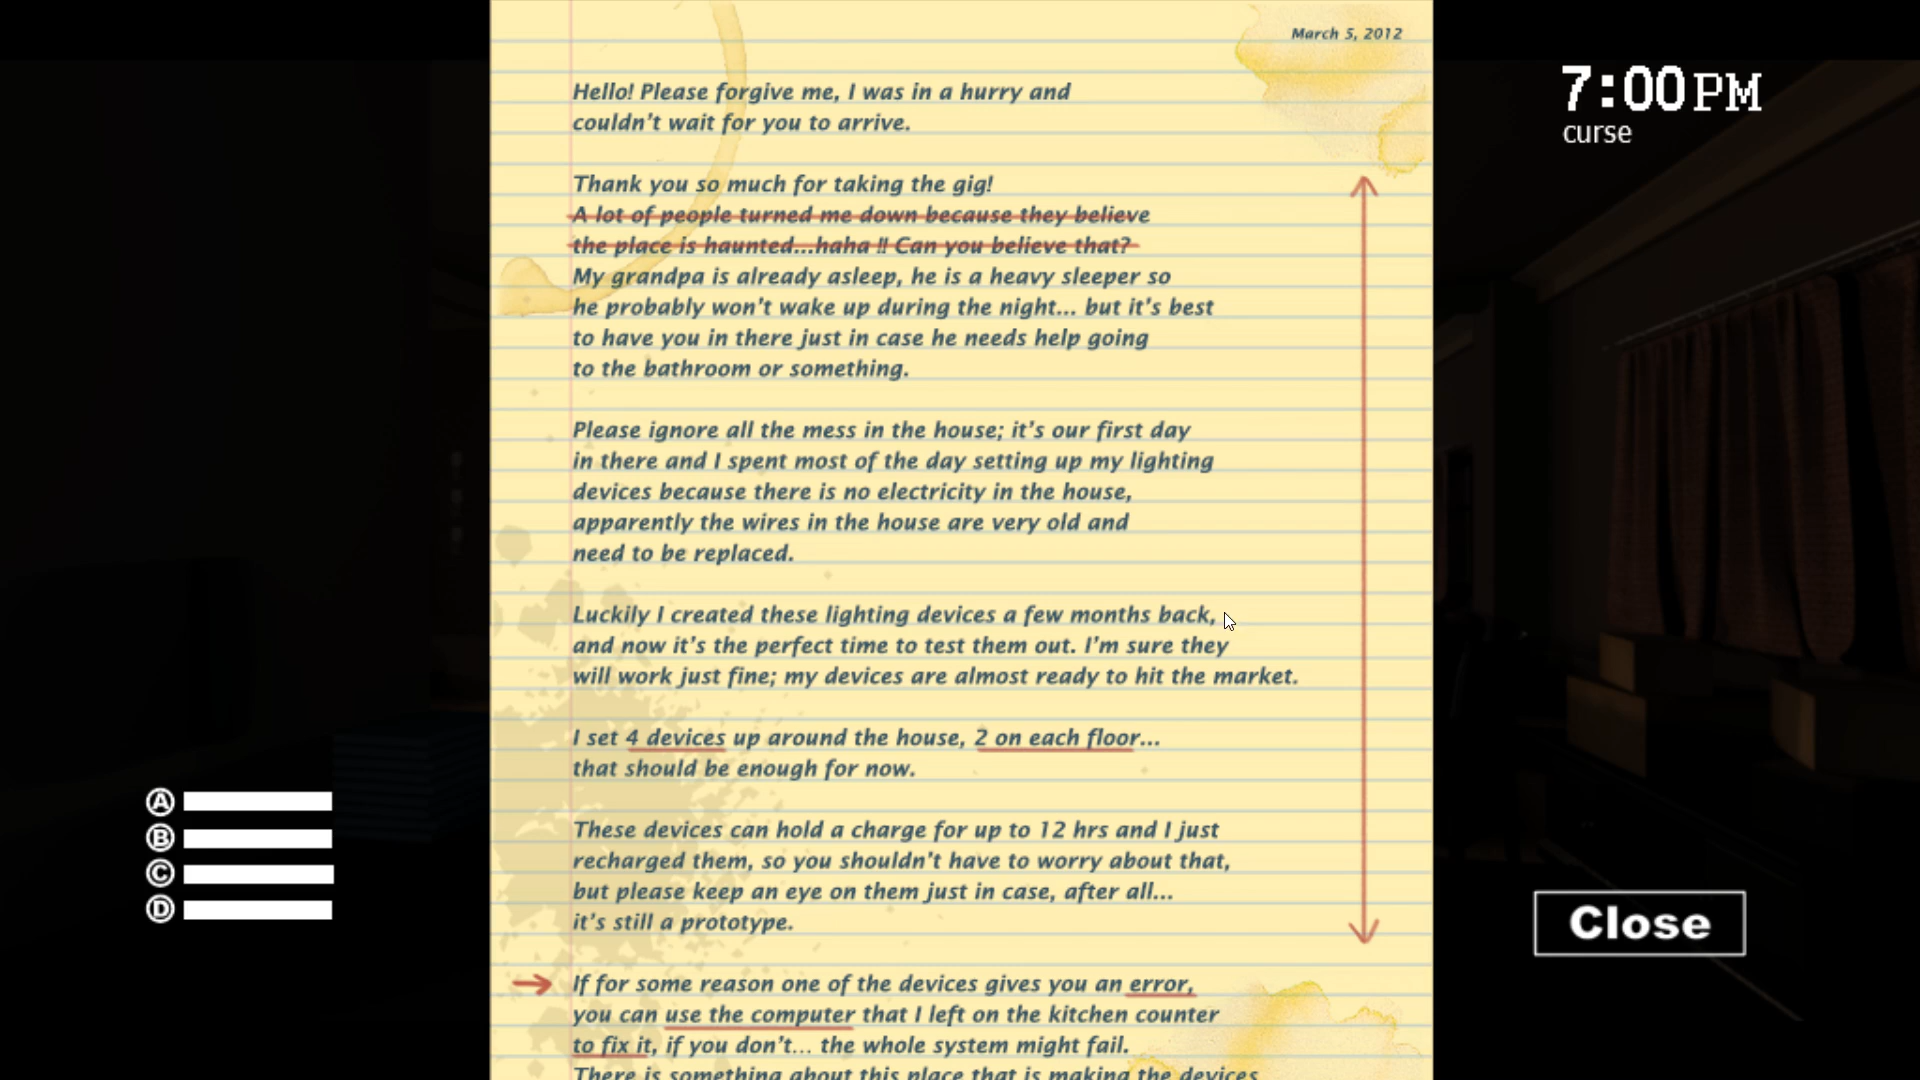 March 5, 2012
7:00PM
curse
Hello! Please forgive me, I was in a hurry and
couldn't wait for you to arrive.
Thank you so much for taking the gig!
A lot of people turned me down because they believe
the place is haunted...haha !! Can you believe that?
My grandpa is already asleep, he is a heavy sleeper so
he probably won't wake up during the night... but it's best
to have you in there just in case he needs help going
to the bathroom or something.
Please ignore all the mess in the house; it's our first day
in there and I spent most of the day setting up my lighting
devices because there is no electricity in the house,
apparently the wires in the house are very old and
need to be replaced.
Luckily I created these lighting devices a few months back,
and now it's the perfect time to test them out. I'm sure they
will work just fine; my devices are almost ready to hit the market.
I set 4 devices up around the house, 2 on each floor...
that should be enough for now.
These devices can hold a charge for up to 12 hrs and I just
recharged them, so you shouldn't have to worry about that,
but please keep an eye on them just in case, after all...
it's still a prototype.
If for some reason one of the devices gives you an error,
you can use the computer that I left on the kitchen counter
to fix it, if you don't... the whole system might fail.
There is something about this place that is making the devices
A
B
C
D
Close